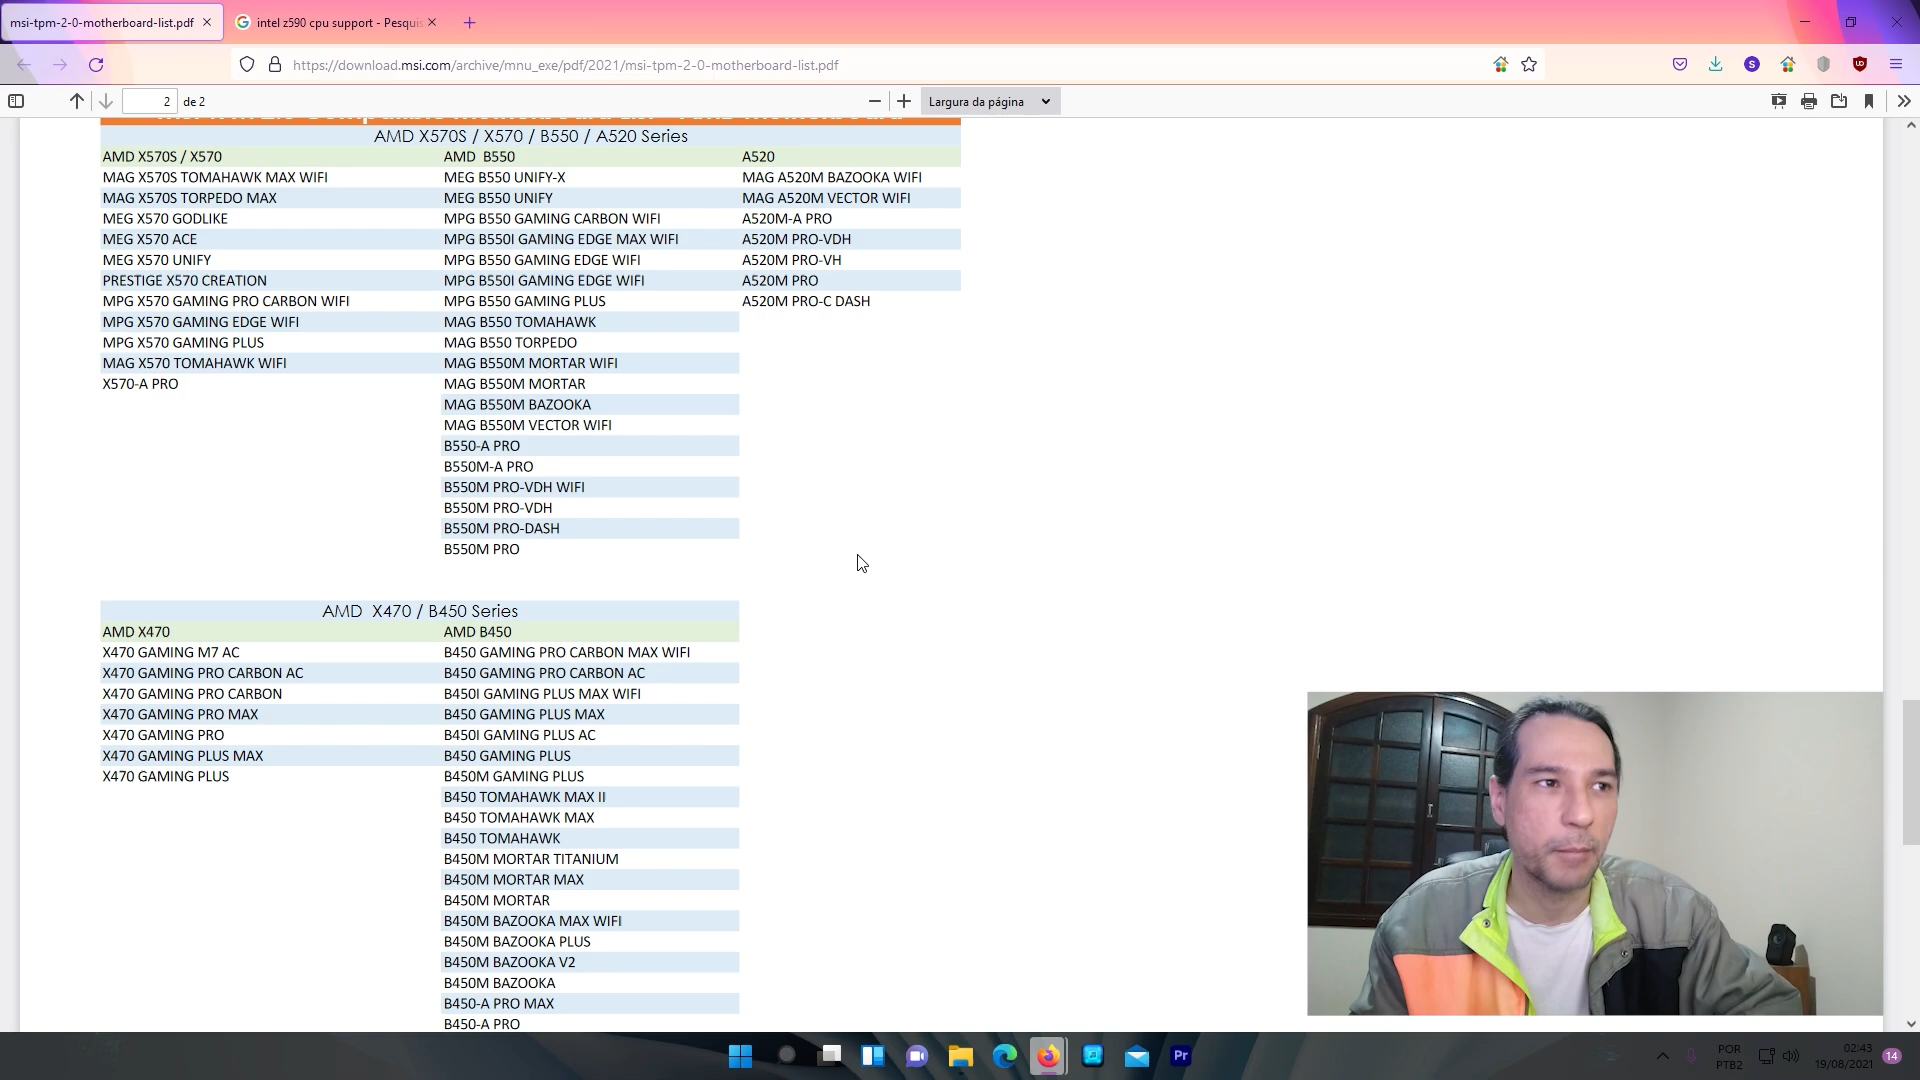 msi-tpm-2-0-motherboard-list.pdf
intel z590 cpu support - Pesquis
https://download.msi.com/archive/mnu_exe/pdf/2021/msi-tpm-2-0-motherboard-list.pdf
2 de 2 Largura da página
AMD X570S / X570 / B550 / A520 Series
AMD X570S / X570 AMD B550 A520
MAG X570S TOMAHAWK MAX WIFI MEG B550 UNIFY-X MAG A520M BAZOOKA WIFI
MAG X570S TORPEDO MAX MEG B550 UNIFY MAG A520M VECTOR WIFI
MEG X570 GODLIKE MPG B550 GAMING CARBON WIFI A520M-A PRO
MEG X570 ACE MPG B550I GAMING EDGE MAX WIFI A520M PRO-VDH
MEG X570 UNIFY MPG B550 GAMING EDGE WIFI A520M PRO-VH
PRESTIGE X570 CREATION MPG B550I GAMING EDGE WIFI A520M PRO
MPG X570 GAMING PRO CARBON WIFI MPG B550 GAMING PLUS A520M PRO-C DASH
MPG X570 GAMING EDGE WIFI MAG B550 TOMAHAWK
MPG X570 GAMING PLUS MAG B550 TORPEDO
MAG X570 TOMAHAWK WIFI MAG B550M MORTAR WIFI
X570-A PRO MAG B550M MORTAR
MAG B550M BAZOOKA
MAG B550M VECTOR WIFI
B550-A PRO
B550M-A PRO
B550M PRO-VDH WIFI
B550M PRO-VDH
B550M PRO-DASH
B550M PRO
AMD X470 / B450 Series
AMD X470 AMD B450
X470 GAMING M7 AC B450 GAMING PRO CARBON MAX WIFI
X470 GAMING PRO CARBON AC B450 GAMING PRO CARBON AC
X470 GAMING PRO CARBON B450I GAMING PLUS MAX WIFI
X470 GAMING PRO MAX B450 GAMING PLUS MAX
X470 GAMING PRO B450I GAMING PLUS AC
X470 GAMING PLUS MAX B450 GAMING PLUS
X470 GAMING PLUS B450M GAMING PLUS
B450 TOMAHAWK MAX II
B450 TOMAHAWK MAX
B450 TOMAHAWK
B450M MORTAR TITANIUM
B450M MORTAR MAX
B450M MORTAR
B450M BAZOOKA MAX WIFI
B450M BAZOOKA PLUS
B450M BAZOOKA V2
B450M BAZOOKA
B450-A PRO MAX
B450-A PRO
Pr
POR
PTB2
02:43
19/08/2021
14